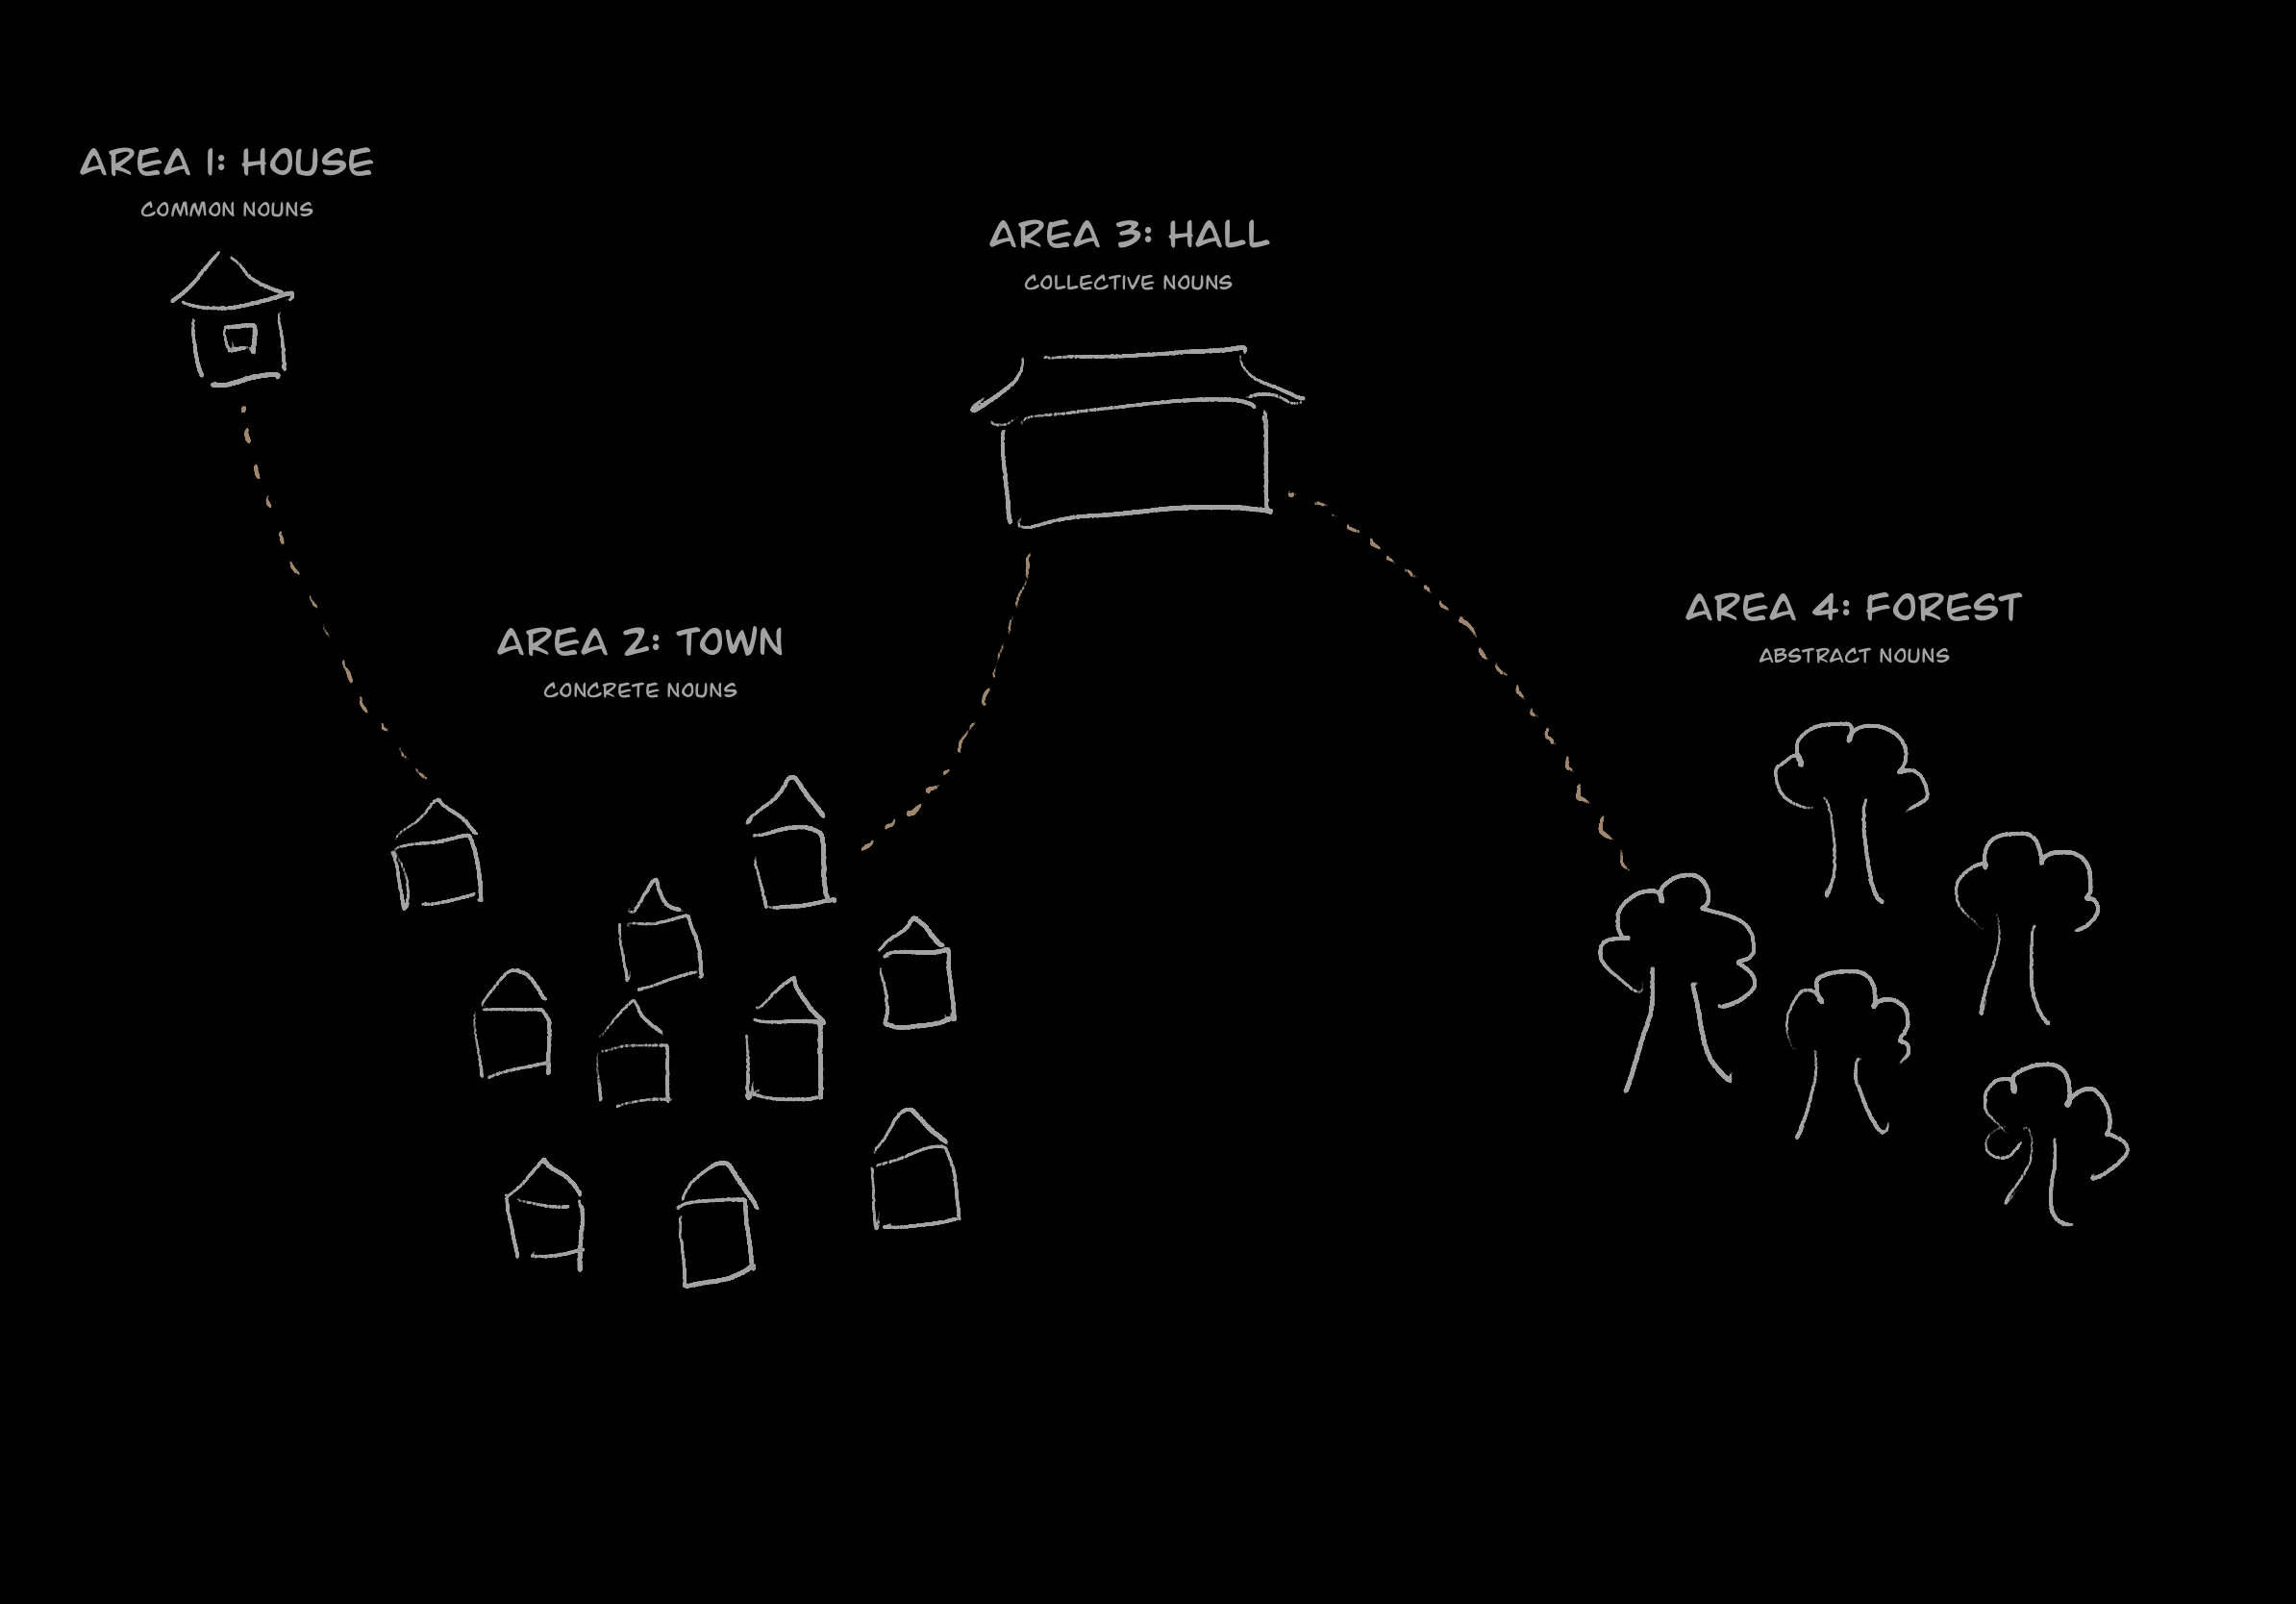 AREA 1: HOUSE
COMMON NOUNS
AREA 2: TOWN
CONCRETE NOUNS
AREA 3: HALL
COLLECTIVE NOUNS
AREA 4: FOREST
ABSTRACT NOUNS